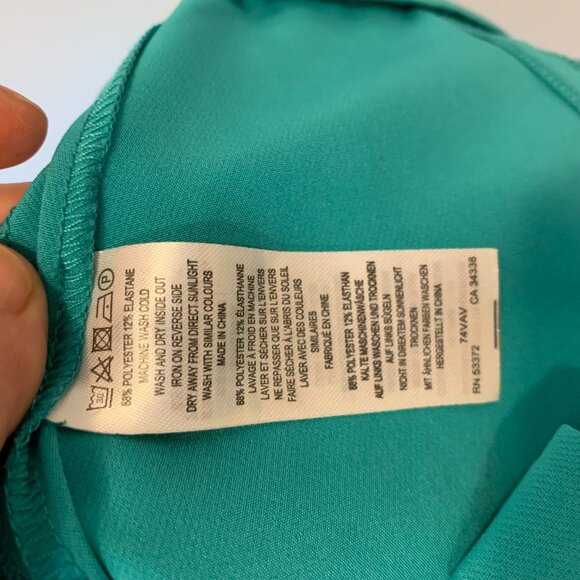 88% POLYESTER 12% ELASTANE
MACHINE WASH COLD
WASH AND DRY INSIDE OUT
IRON ON REVERSE SIDE
DRY AWAY FROM DIRECT SUNLIGHT
WASH WITH SIMILAR COLOURS
MADE IN CHINA
88% POLYESTER 12% ELASTHANNE
LAVAGE À FROID EN MACHINE
LAVER ET SÉCHER SUR L'ENVERS
NE REPASSER QUE SUR L'ENVERS
FAIRE SÉCHER À L'ABRIS DU SOLEIL
LAVER AVEC DES COULEURS
SIMILAIRES
FABRIQUÉ EN CHINE
88% POLYESTER 12% ELASTHAN
KALTE MASCHINENWÄSCHE
AUF LINKS WASCHEN UND TROCKNEN
AUF LINKS BÜGELN
NICHT IN DIREKTEM SONNENLICHT
TROCKNEN
MIT ÄHNLICHEN FARBEN WASCHEN
HERGESTELLT IN CHINA
74VAV
RN 53372 CA 34338